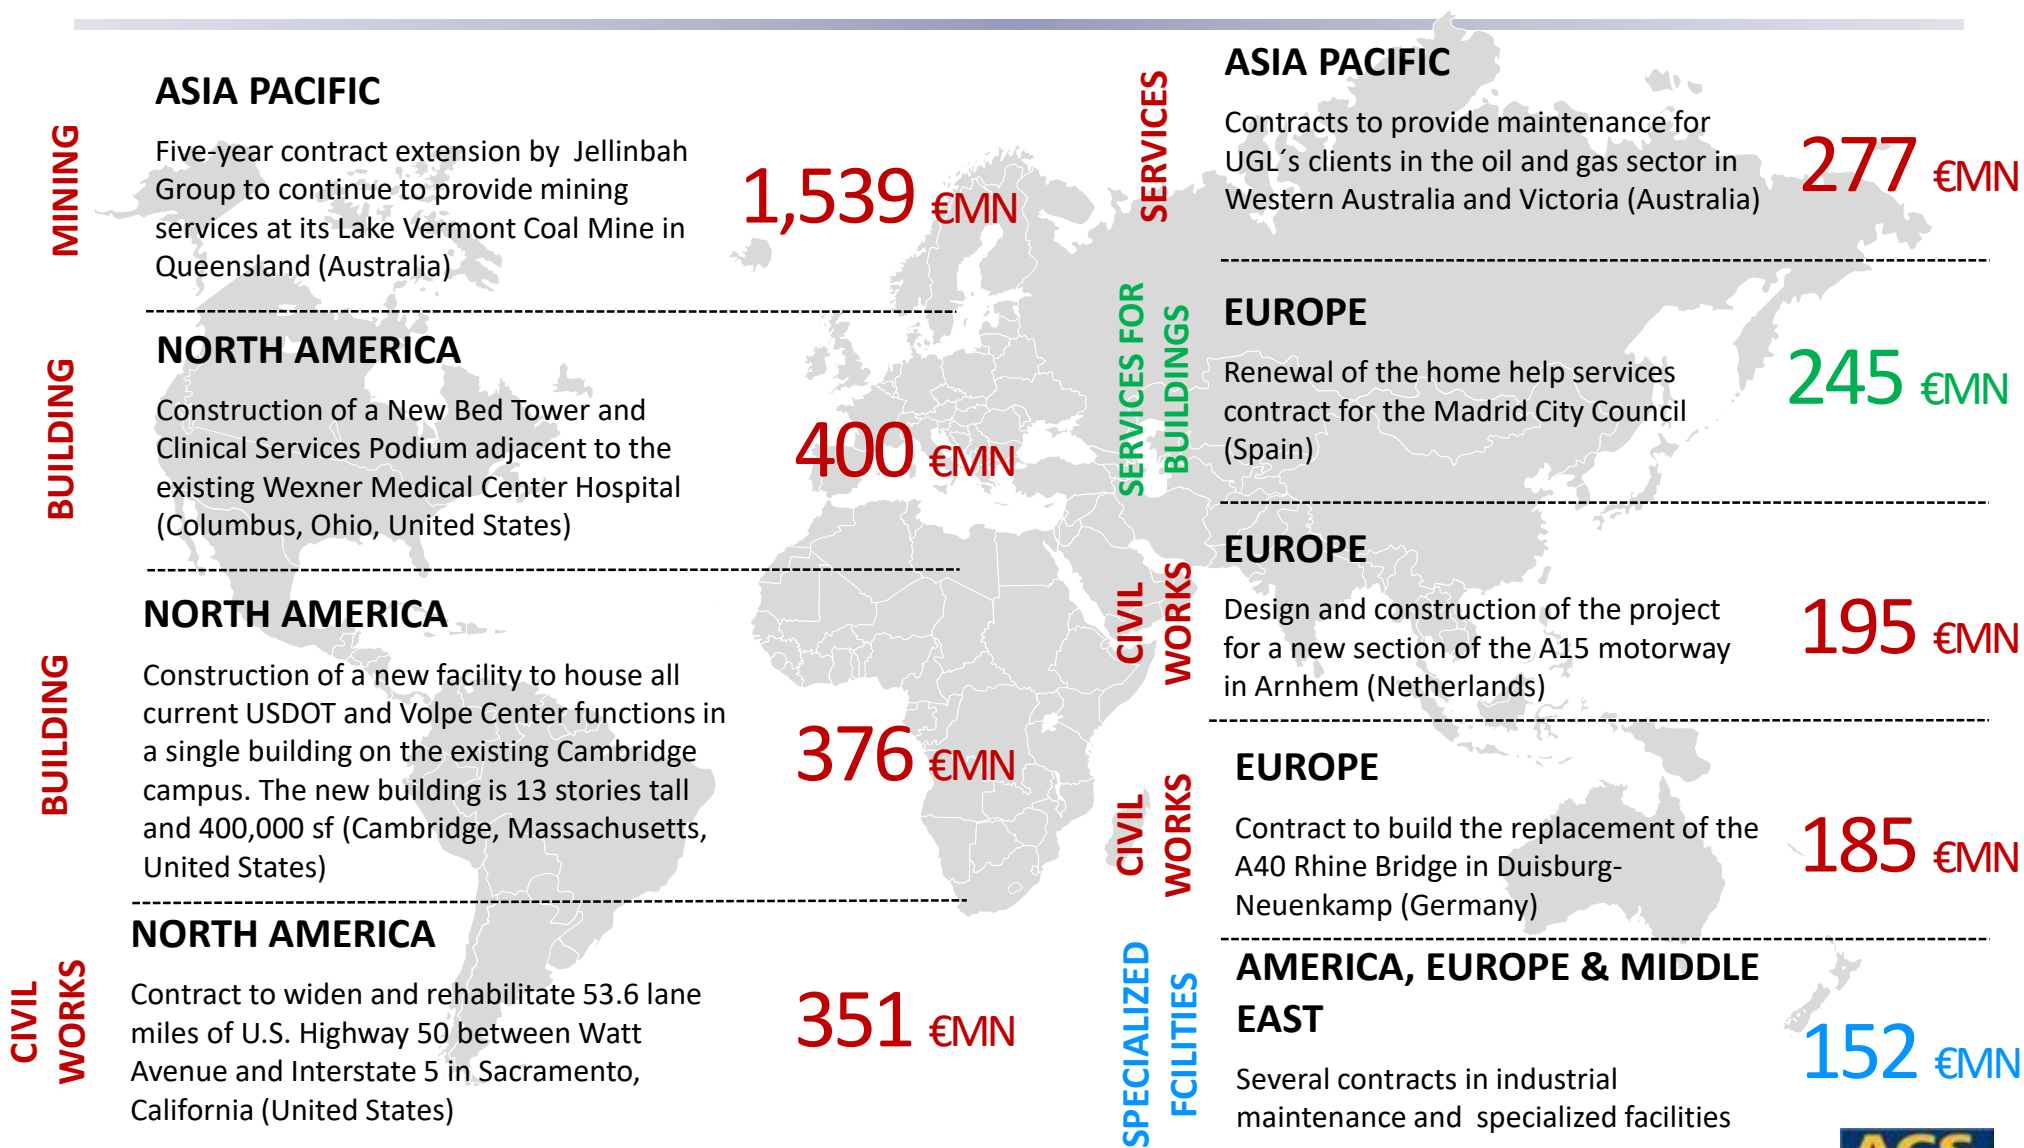 MINING
ASIA PACIFIC
Five-year contract extension by Jellinbah
Group to continue to provide mining
services at its Lake Vermont Coal Mine in
Queensland (Australia)
1,539 €MN
BUILDING
NORTH AMERICA
Construction of a New Bed Tower and
Clinical Services Podium adjacent to the
existing Wexner Medical Center Hospital
(Columbus, Ohio, United States)
400 €MN
BUILDING
NORTH AMERICA
Construction of a new facility to house all
current USDOT and Volpe Center functions in
a single building on the existing Cambridge
campus. The new building is 13 stories tall
and 400,000 sf (Cambridge, Massachusetts,
United States)
376 €MN
CIVIL
WORKS
NORTH AMERICA
Contract to widen and rehabilitate 53.6 lane
miles of U.S. Highway 50 between Watt
Avenue and Interstate 5 in Sacramento,
California (United States)
351 €MN
SERVICES
ASIA PACIFIC
Contracts to provide maintenance for
UGL´s clients in the oil and gas sector in
Western Australia and Victoria (Australia)
277 €MN
SERVICES FOR
BUILDINGS
EUROPE
Renewal of the home help services
contract for the Madrid City Council
(Spain)
245 €MN
CIVIL
WORKS
EUROPE
Design and construction of the project
for a new section of the A15 motorway
in Arnhem (Netherlands)
195 €MN
CIVIL
WORKS
EUROPE
Contract to build the replacement of the
A40 Rhine Bridge in Duisburg-
Neuenkamp (Germany)
185 €MN
SPECIALIZED
FCILITIES
AMERICA, EUROPE & MIDDLE
EAST
Several contracts in industrial
maintenance and specialized facilities
152 €MN
ACS